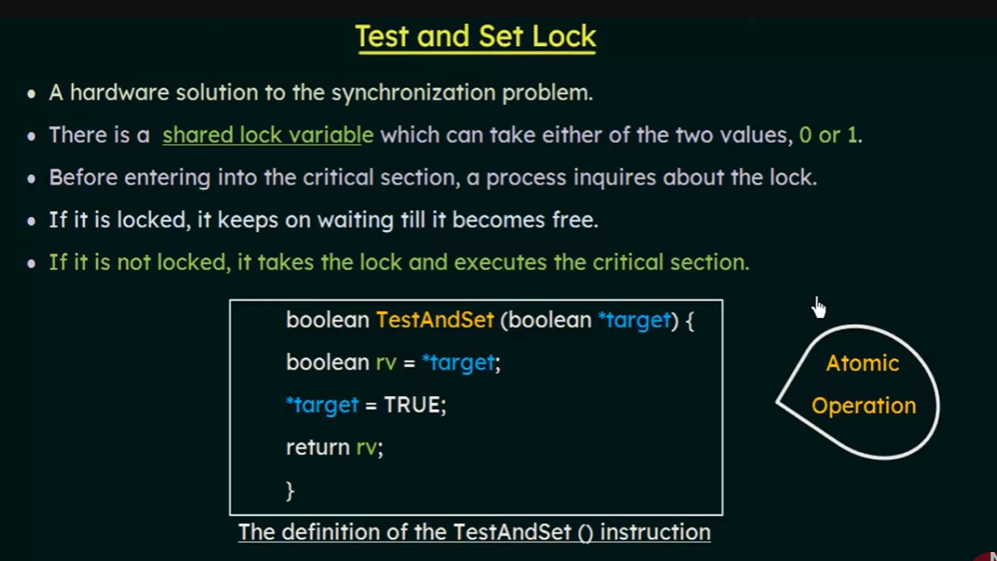 Test and Set Lock
• A hardware solution to the synchronization problem.
• There is a shared lock variable which can take either of the two values, 0 or 1.
• Before entering into the critical section, a process inquires about the lock.
• If it is locked, it keeps on waiting till it becomes free.
• If it is not locked, it takes the lock and executes the critical section.
boolean TestAndSet (boolean *target) {
boolean rv = *target;
*target = TRUE;
return rv;
}
Atomic
Operation
The definition of the TestAndSet () instruction